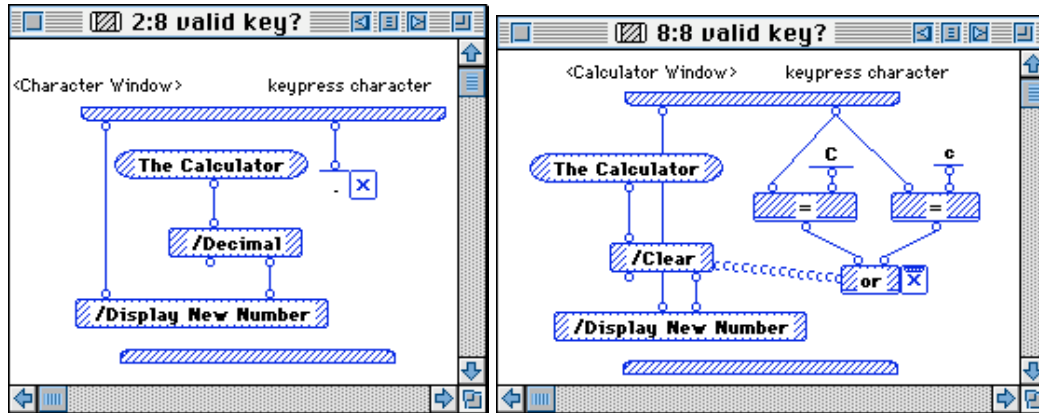 2:8 valid key?
<Character Window> keypress character
The Calculator
.
/Decimal
/Display New Number
8:8 valid key?
<Calculator Window> keypress character
C c
The Calculator
= =
/Clear
or
/Display New Number